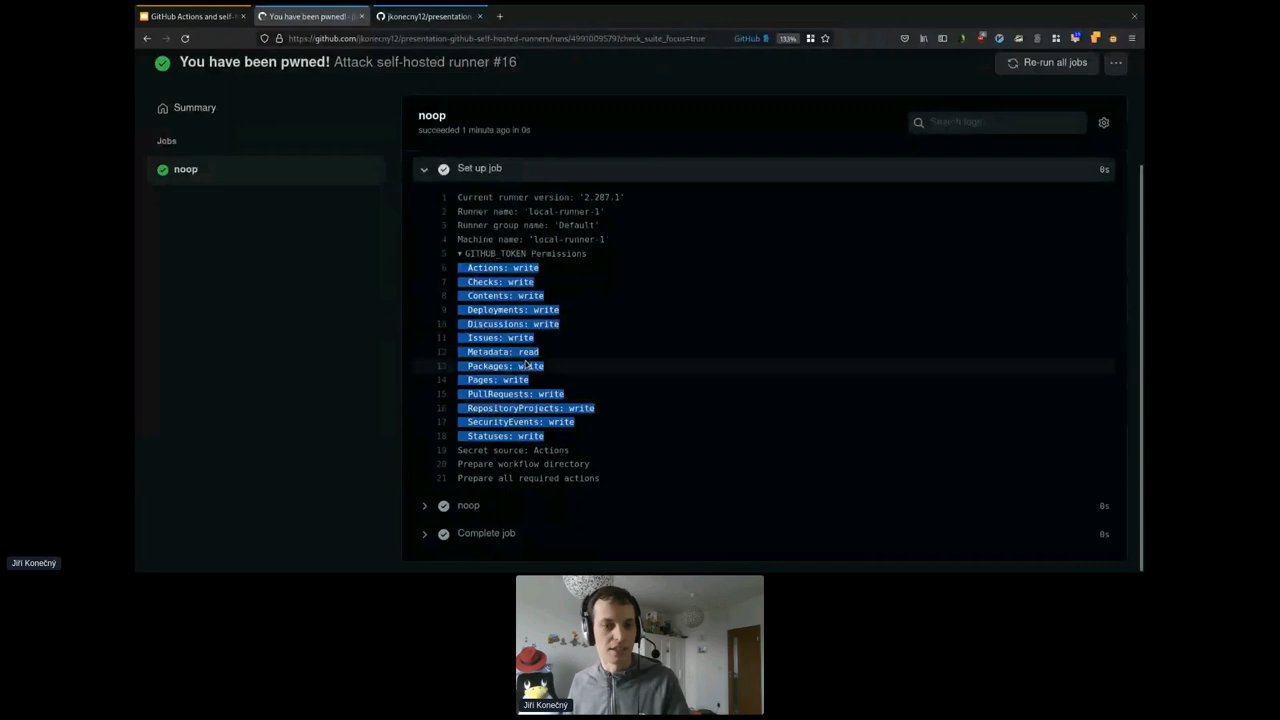 GitHub Actions and self-h
You have been pwned!
jkonecny12/presentation
https://github.com/jkonecny12/presentation-github-self-hosted-runners/runs/4991009579?check_suite_focus=true
GitHub
133%
You have been pwned! Attack self-hosted runner #16
Re-run all jobs
Summary
Jobs
noop
noop
succeeded 1 minute ago in 0s
Search logs
Set up job
0s
1 Current runner version: '2.287.1'
2 Runner name: 'local-runner-1'
3 Runner group name: 'Default'
4 Machine name: 'local-runner-1'
5 GITHUB_TOKEN Permissions
6 Actions: write
7 Checks: write
8 Contents: write
9 Deployments: write
10 Discussions: write
11 Issues: write
12 Metadata: read
13 Packages: write
14 Pages: write
15 PullRequests: write
16 RepositoryProjects: write
17 SecurityEvents: write
18 Statuses: write
19 Secret source: Actions
20 Prepare workflow directory
21 Prepare all required actions
noop
0s
Complete job
0s
Jiří Konečný
Jiří Konečný